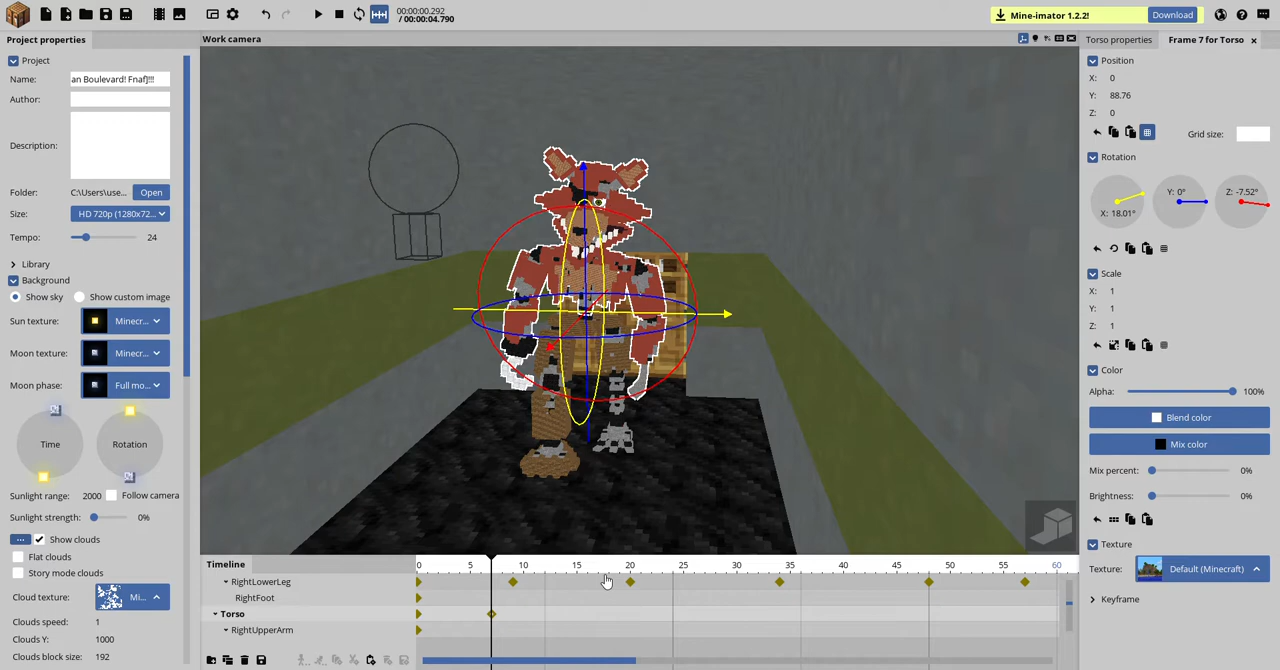 00:00:00.292
/ 00:00:04.790
Mine-imator 1.2.2!
Download
Project properties
Work camera
Torso properties
Frame 7 for Torso
Project
Name:
an Boulevard! Fnaf]!!!
Author:
Description:
Folder:
C:\Users\use...
Open
Size:
HD 720p (1280x72...
Tempo:
24
Library
Background
Show sky
Show custom image
Sun texture:
Minecr...
Moon texture:
Minecr...
Moon phase:
Full mo...
Time
Rotation
Sunlight range:
2000
Follow camera
Sunlight strength:
0%
...
Show clouds
Flat clouds
Story mode clouds
Cloud texture:
Mi...
Clouds speed:
1
Clouds Y:
1000
Clouds block size:
192
Timeline
0
5
10
15
20
25
30
35
40
45
50
55
60
RightLowerLeg
RightFoot
Torso
RightUpperArm
Position
X:
0
Y:
88.76
Z:
0
Grid size:
Rotation
X: 18.01°
Y: 0°
Z: -7.52°
Scale
X:
1
Y:
1
Z:
1
Color
Alpha:
100%
Blend color
Mix color
Mix percent:
0%
Brightness:
0%
Texture
Texture:
Default (Minecraft)
Keyframe